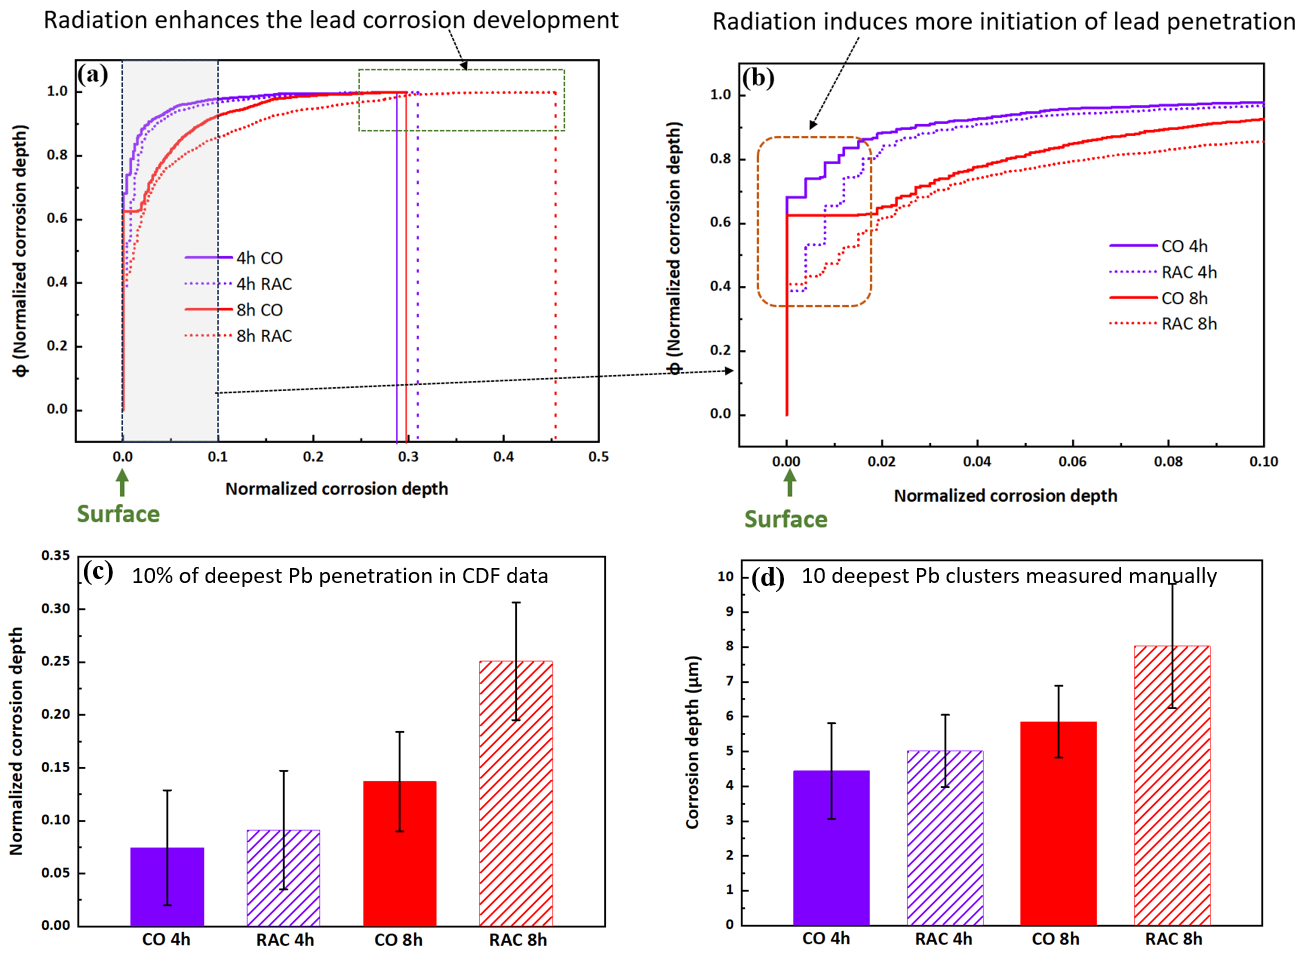 Radiation enhances the lead corrosion development
Radiation induces more initiation of lead penetration
(a)
ϕ (Normalized corrosion depth)
1.0
0.8
0.6
0.4
0.2
0.0
4h CO
4h RAC
8h CO
8h RAC
0.0 0.1 0.2 0.3 0.4 0.5
Normalized corrosion depth
Surface
(b)
ϕ (Normalized corrosion depth)
1.0
0.8
0.6
0.4
0.2
0.0
CO 4h
RAC 4h
CO 8h
RAC 8h
0.00 0.02 0.04 0.06 0.08 0.10
Normalized corrosion depth
Surface
(c) 10% of deepest Pb penetration in CDF data
Normalized corrosion depth
0.35
0.30
0.25
0.20
0.15
0.10
0.05
0.00
CO 4h RAC 4h CO 8h RAC 8h
(d) 10 deepest Pb clusters measured manually
Corrosion depth (μm)
10
9
8
7
6
5
4
3
2
1
0
CO 4h RAC 4h CO 8h RAC 8h